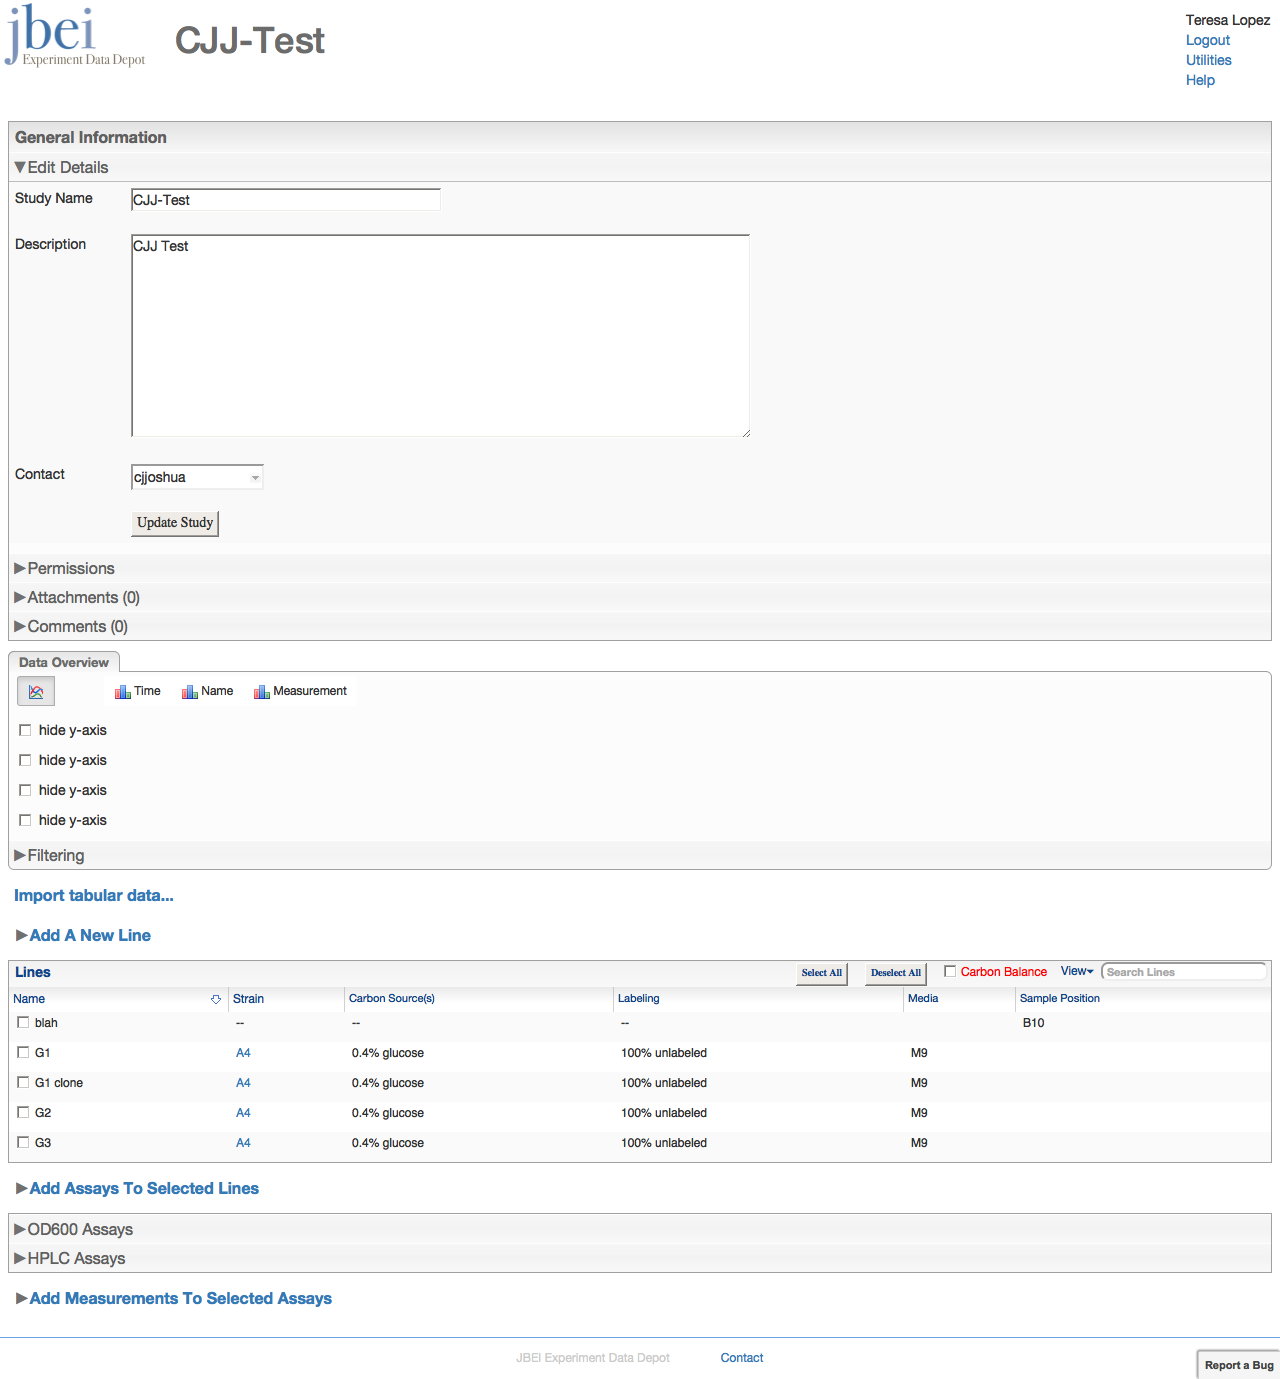 jbei
Experiment Data Depot
CJJ-Test
Teresa Lopez
Logout
Utilities
Help
General Information
▼Edit Details
Study Name CJJ-Test
Description CJJ Test
Contact cjjoshua
Update Study
▶Permissions
▶Attachments (0)
▶Comments (0)
Data Overview
Time Name Measurement
hide y-axis
hide y-axis
hide y-axis
hide y-axis
▶Filtering
Import tabular data...
▶Add A New Line
Lines Select All Deselect All Carbon Balance View▾ Search Lines
Name Strain Carbon Source(s) Labeling Media Sample Position
blah -- -- -- B10
G1 A4 0.4% glucose 100% unlabeled M9
G1 clone A4 0.4% glucose 100% unlabeled M9
G2 A4 0.4% glucose 100% unlabeled M9
G3 A4 0.4% glucose 100% unlabeled M9
▶Add Assays To Selected Lines
▶OD600 Assays
▶HPLC Assays
▶Add Measurements To Selected Assays
JBEI Experiment Data Depot Contact
Report a Bug